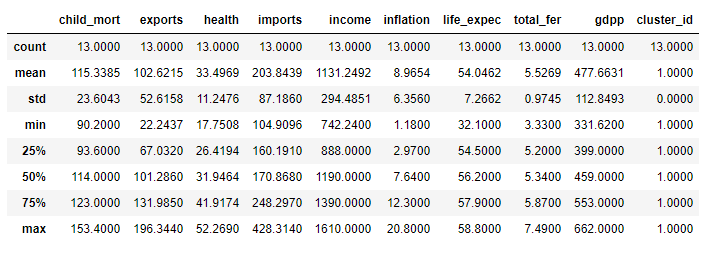 child_mort exports health imports income inflation life_expec total_fer gdpp cluster_id
count 13.0000 13.0000 13.0000 13.0000 13.0000 13.0000 13.0000 13.0000 13.0000 13.0000
mean 115.3385 102.6215 33.4969 203.8439 1131.2492 8.9654 54.0462 5.5269 477.6631 1.0000
std 23.6043 52.6158 11.2476 87.1860 294.4851 6.3560 7.2662 0.9745 112.8493 0.0000
min 90.2000 22.2437 17.7508 104.9096 742.2400 1.1800 32.1000 3.3300 331.6200 1.0000
25% 93.6000 67.0320 26.4194 160.1910 888.0000 2.9700 54.5000 5.2000 399.0000 1.0000
50% 114.0000 101.2860 31.9464 170.8680 1190.0000 7.6400 56.2000 5.3400 459.0000 1.0000
75% 123.0000 131.9850 41.9174 248.2970 1390.0000 12.3000 57.9000 5.8700 553.0000 1.0000
max 153.4000 196.3440 52.2690 428.3140 1610.0000 20.8000 58.8000 7.4900 662.0000 1.0000